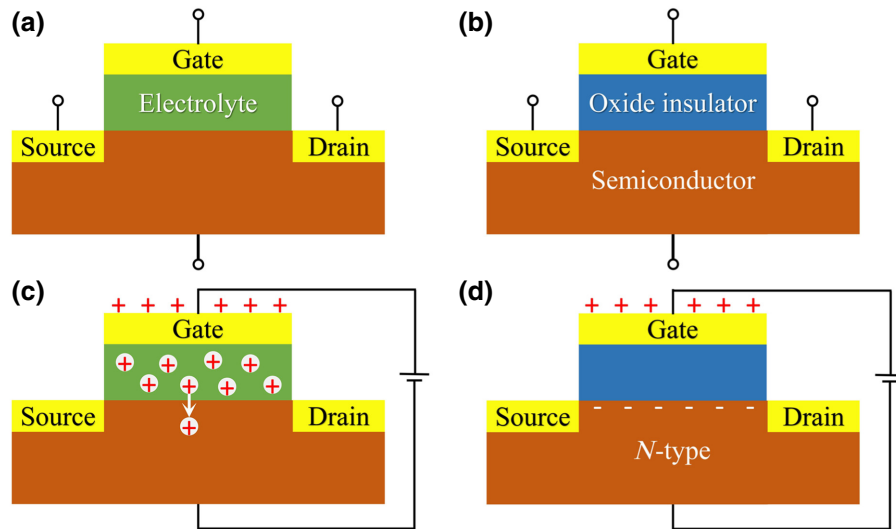 (a)
Gate
Electrolyte
Source
Drain
(b)
Gate
Oxide insulator
Source
Drain
Semiconductor
(c)
+ + + + + +
Gate
+ + + +
+ + + +
Source
Drain
+
(d)
+ + + + + +
Gate
Source
- - - - - -
Drain
N-type